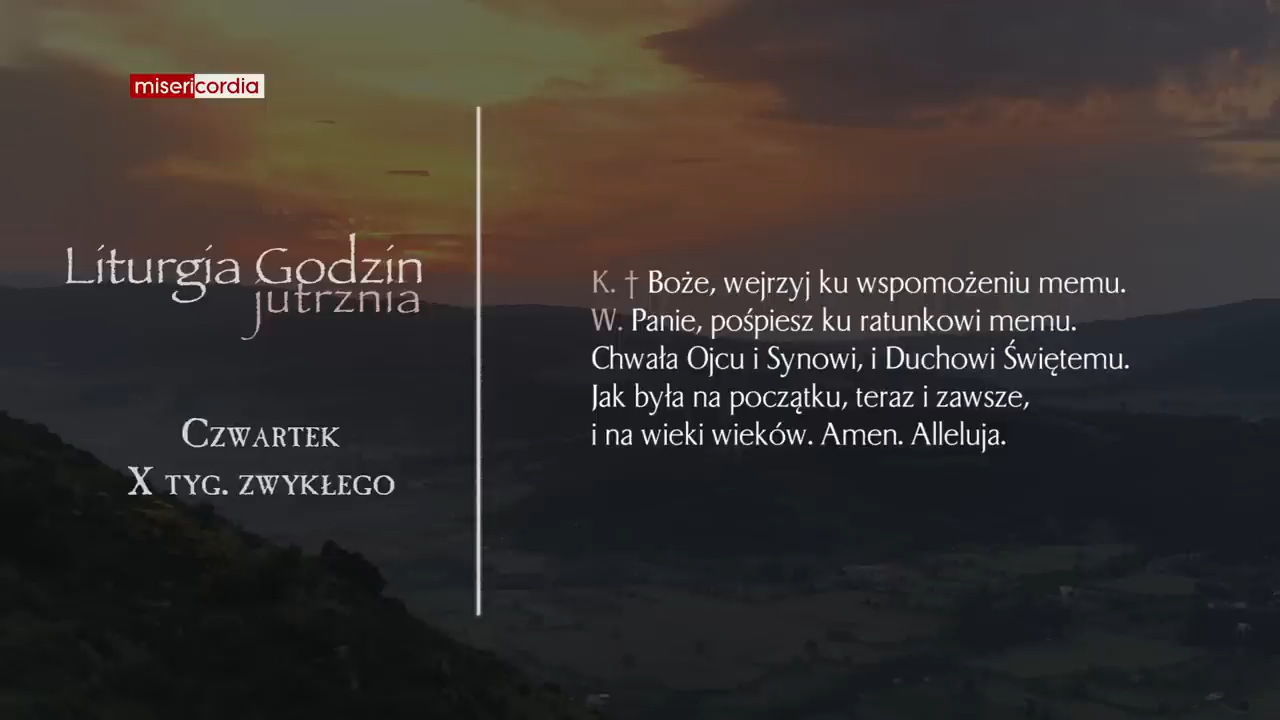 misericordia
Liturgia Godzin
jutrznia
Czwartek
X tyg. zwykłego
K. † Boże, wejrzyj ku wspomożeniu memu.
W. Panie, pośpiesz ku ratunkowi memu.
Chwała Ojcu i Synowi, i Duchowi Świętemu.
Jak była na początku, teraz i zawsze,
i na wieki wieków. Amen. Alleluja.